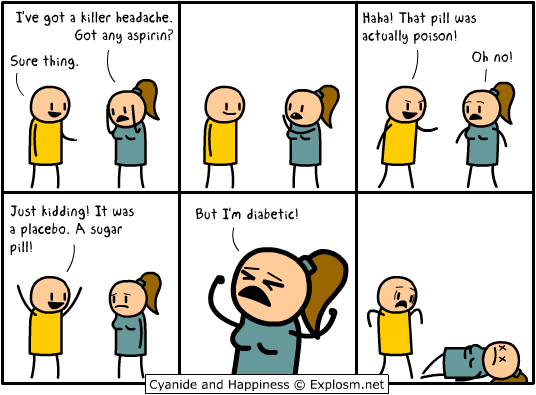 I've got a killer headache.
Got any aspirin?
Sure thing.
Haha! That pill was
actually poison!
Oh no!
Just kidding! It was
a placebo. A sugar
pill!
But I'm diabetic!
Cyanide and Happiness © Explosm.net